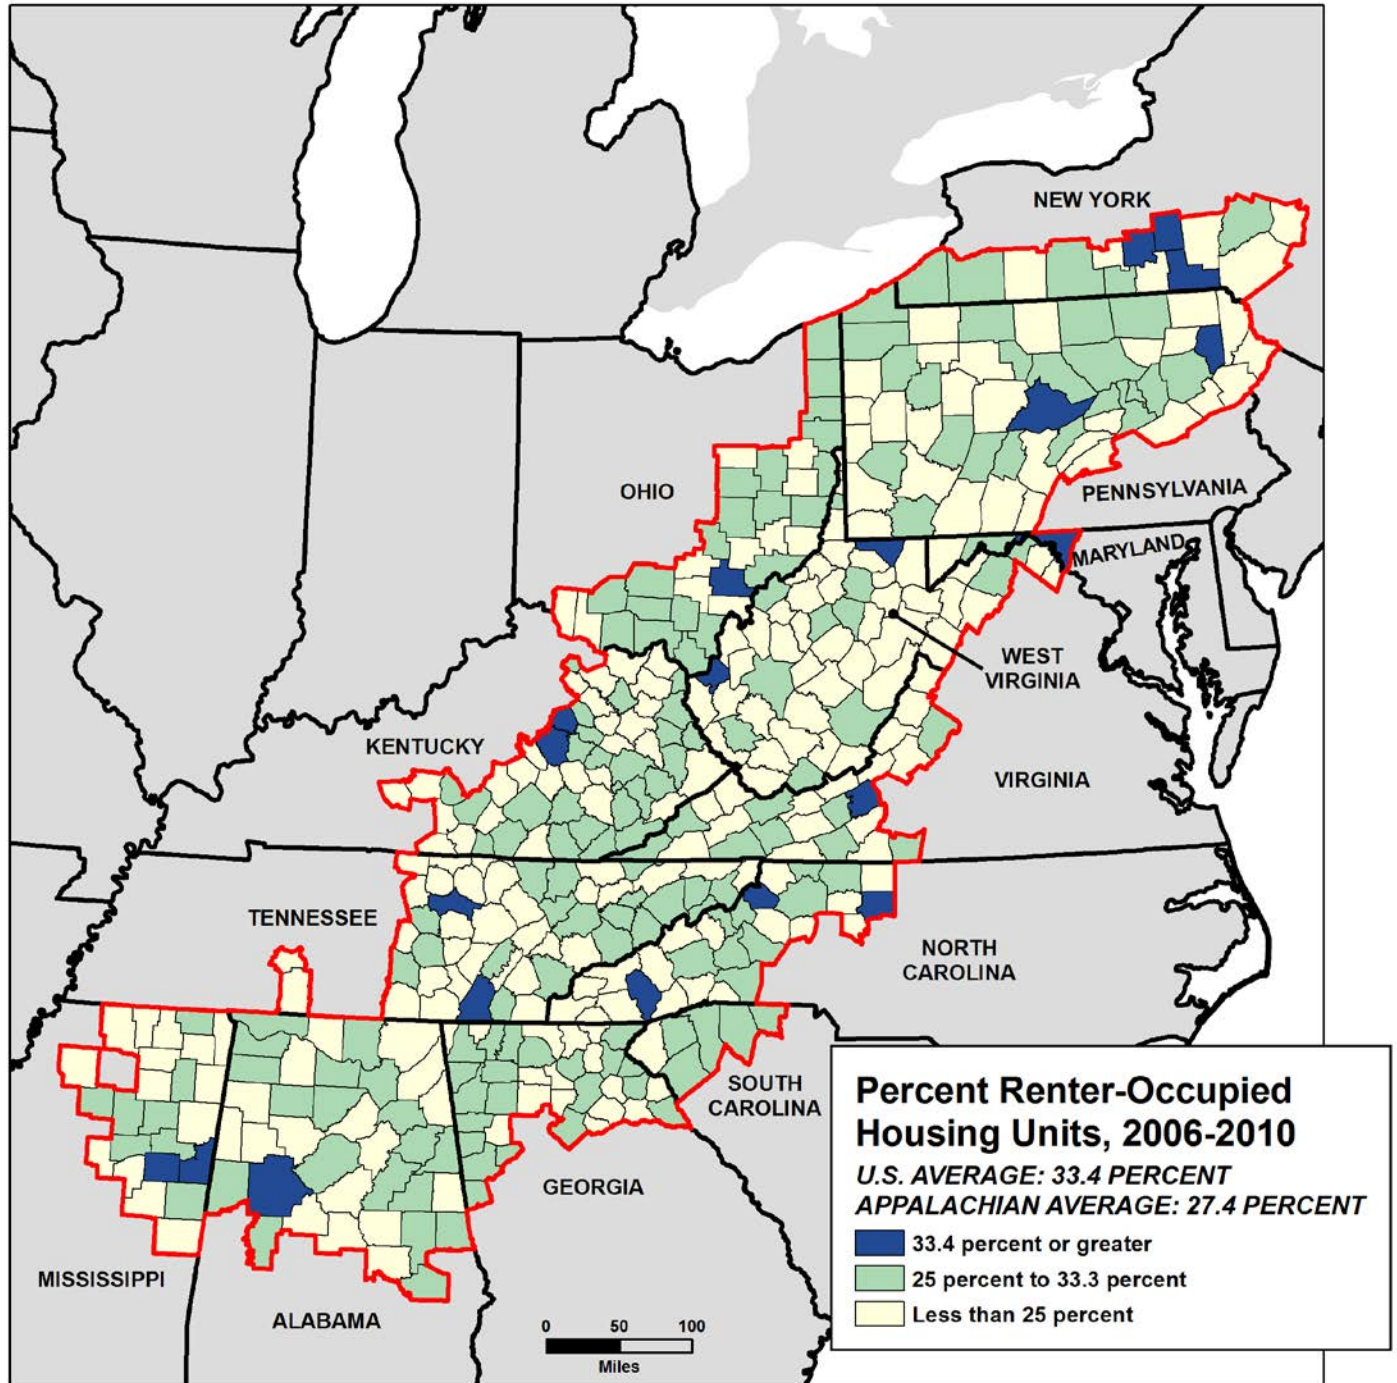 NEW YORK
OHIO
PENNSYLVANIA
MARYLAND
WEST
VIRGINIA
KENTUCKY
VIRGINIA
TENNESSEE
NORTH
CAROLINA
SOUTH
CAROLINA
GEORGIA
MISSISSIPPI
ALABAMA
0 50 100
Miles
Percent Renter-Occupied
Housing Units, 2006-2010
U.S. AVERAGE: 33.4 PERCENT
APPALACHIAN AVERAGE: 27.4 PERCENT
33.4 percent or greater
25 percent to 33.3 percent
Less than 25 percent